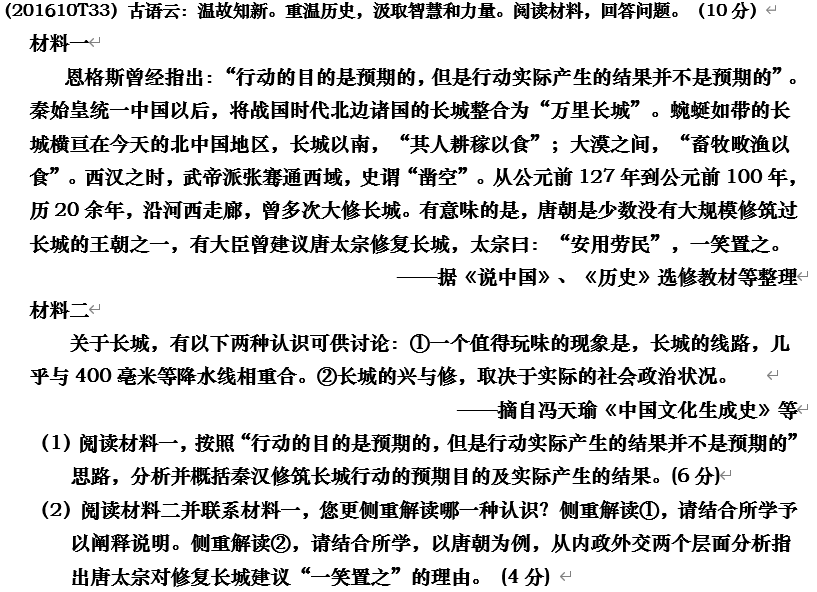 (201610T33) 古语云：温故知新。重温历史，汲取智慧和力量。阅读材料，回答问题。（10 分）
材料一
恩格斯曾经指出：“行动的目的是预期的，但是行动实际产生的结果并不是预期的”。
秦始皇统一中国以后，将战国时代北边诸国的长城整合为“万里长城”。蜿蜒如带的长
城横亘在今天的北中国地区，长城以南，“其人耕稼以食”；大漠之间，“畜牧畋渔以
食”。西汉之时，武帝派张骞通西域，史谓“凿空”。从公元前 127 年到公元前 100 年，
历 20 余年，沿河西走廊，曾多次大修长城。有意味的是，唐朝是少数没有大规模修筑过
长城的王朝之一，有大臣曾建议唐太宗修复长城，太宗曰：“安用劳民”，一笑置之。
——据《说中国》、《历史》选修教材等整理
材料二
关于长城，有以下两种认识可供讨论：①一个值得玩味的现象是，长城的线路，几
乎与 400 毫米等降水线相重合。②长城的兴与修，取决于实际的社会政治状况。
——摘自冯天瑜《中国文化生成史》等
（1）阅读材料一，按照“行动的目的是预期的，但是行动实际产生的结果并不是预期的”
思路，分析并概括秦汉修筑长城行动的预期目的及实际产生的结果。(6 分)
（2）阅读材料二并联系材料一，您更侧重解读哪一种认识？侧重解读①，请结合所学予
以阐释说明。侧重解读②，请结合所学，以唐朝为例，从内政外交两个层面分析指
出唐太宗对修复长城建议“一笑置之”的理由。（4 分）